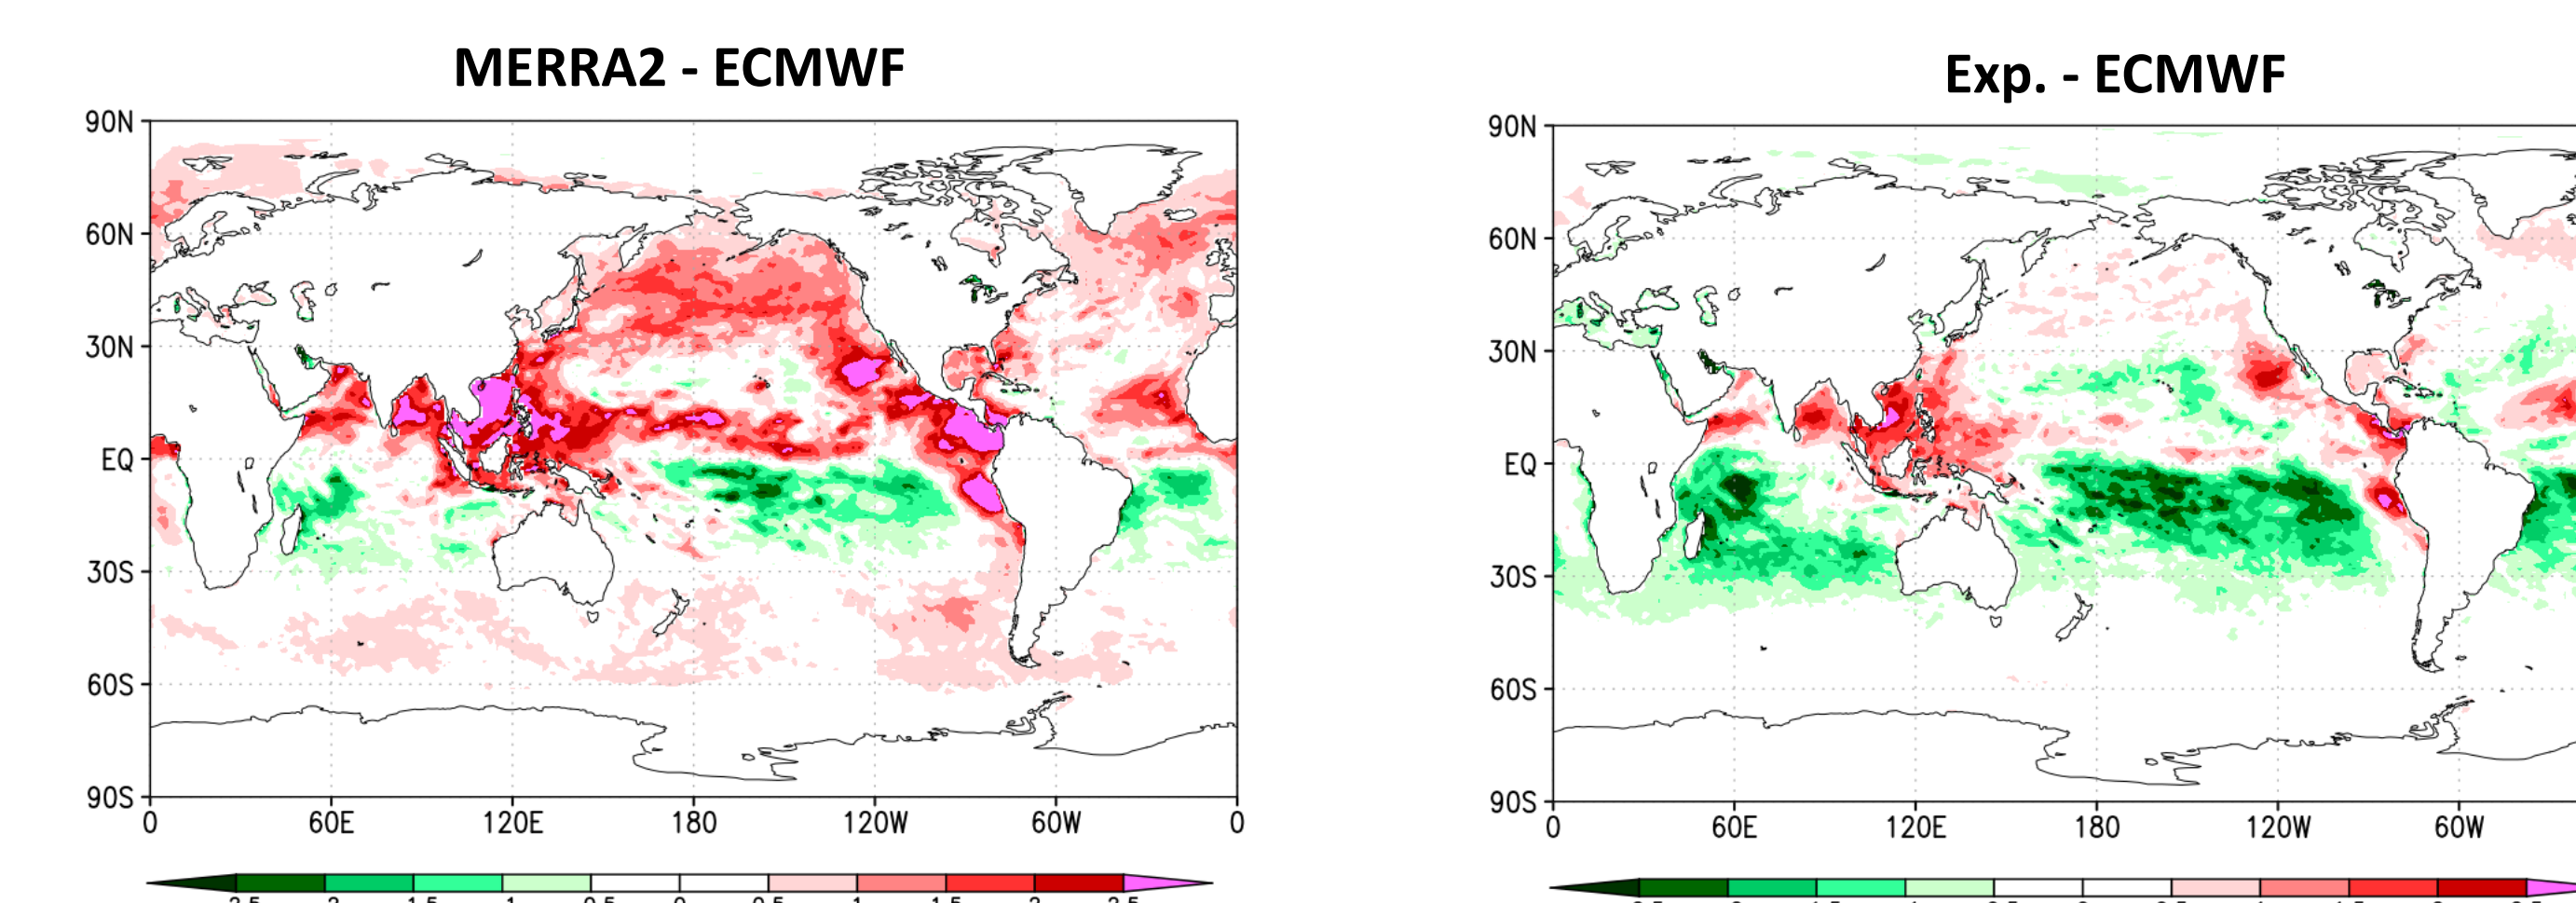 MERRA2 - ECMWF
Exp. - ECMWF
90N
60N
30N
EQ
30S
60S
90S
0 60E 120E 180 120W 60W 0
90N
60N
30N
EQ
30S
60S
90S
0 60E 120E 180 120W 60W